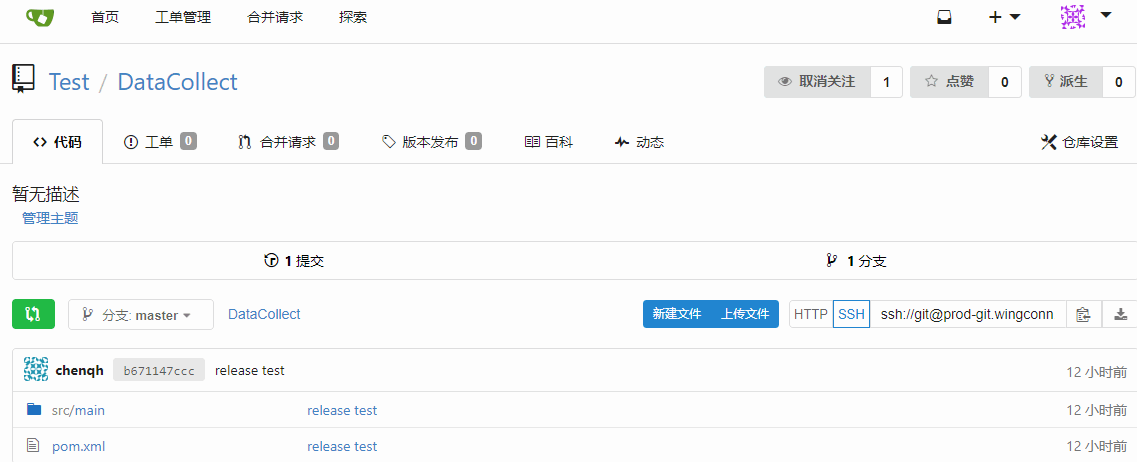 首页 工单管理 合并请求 探索
Test / DataCollect 取消关注 1 点赞 0 派生 0
代码 工单 0 合并请求 0 版本发布 0 百科 动态 仓库设置
暂无描述
管理主题
1 提交 1 分支
分支: master DataCollect 新建文件 上传文件 HTTP SSH ssh://git@prod-git.wingconn
chenqh b671147ccc release test 12 小时前
src/main release test 12 小时前
pom.xml release test 12 小时前